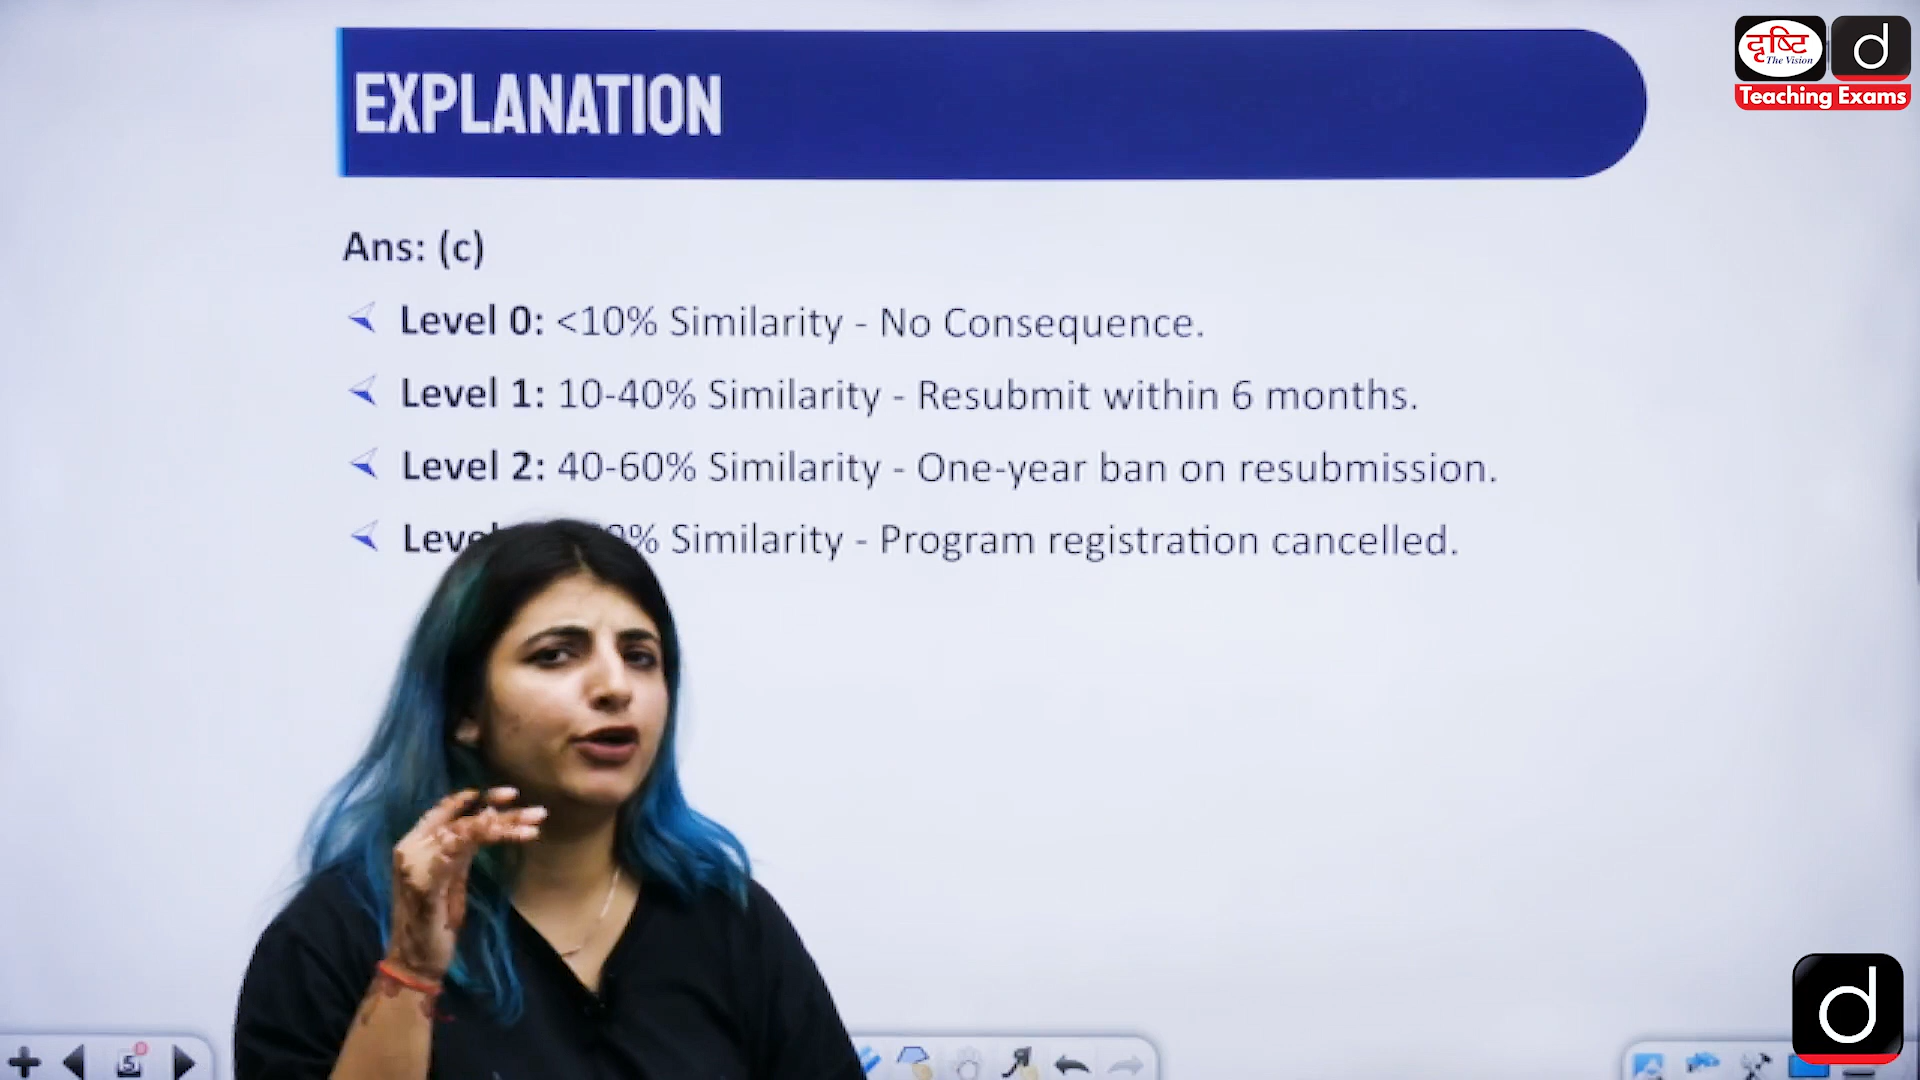 EXPLANATION
दृष्टि
The Vision
d
Teaching Exams
Ans: (c)
Level 0: <10% Similarity - No Consequence.
Level 1: 10-40% Similarity - Resubmit within 6 months.
Level 2: 40-60% Similarity - One-year ban on resubmission.
Similarity - Program registration cancelled.
5
d